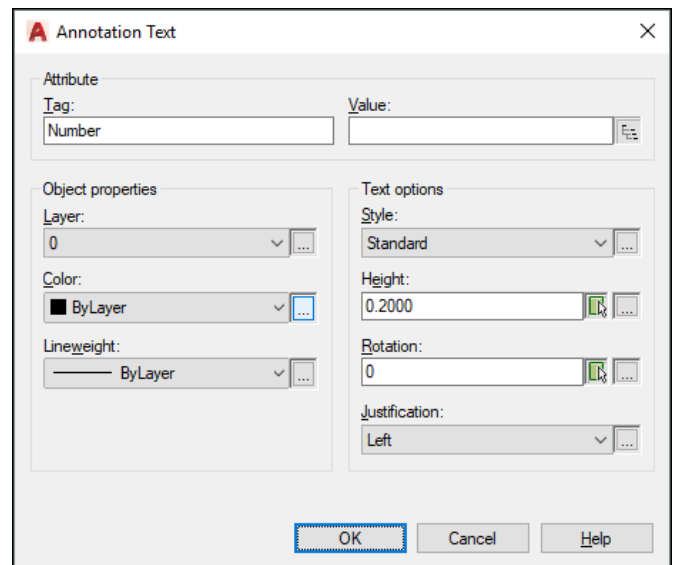 Annotation Text
Attribute
Tag:
Value:
Number
Object properties
Layer:
0
...
Color:
ByLayer
...
Lineweight:
ByLayer
...
Text options
Style:
Standard
...
Height:
0.2000
...
Rotation:
0
...
Justification:
Left
...
OK
Cancel
Help